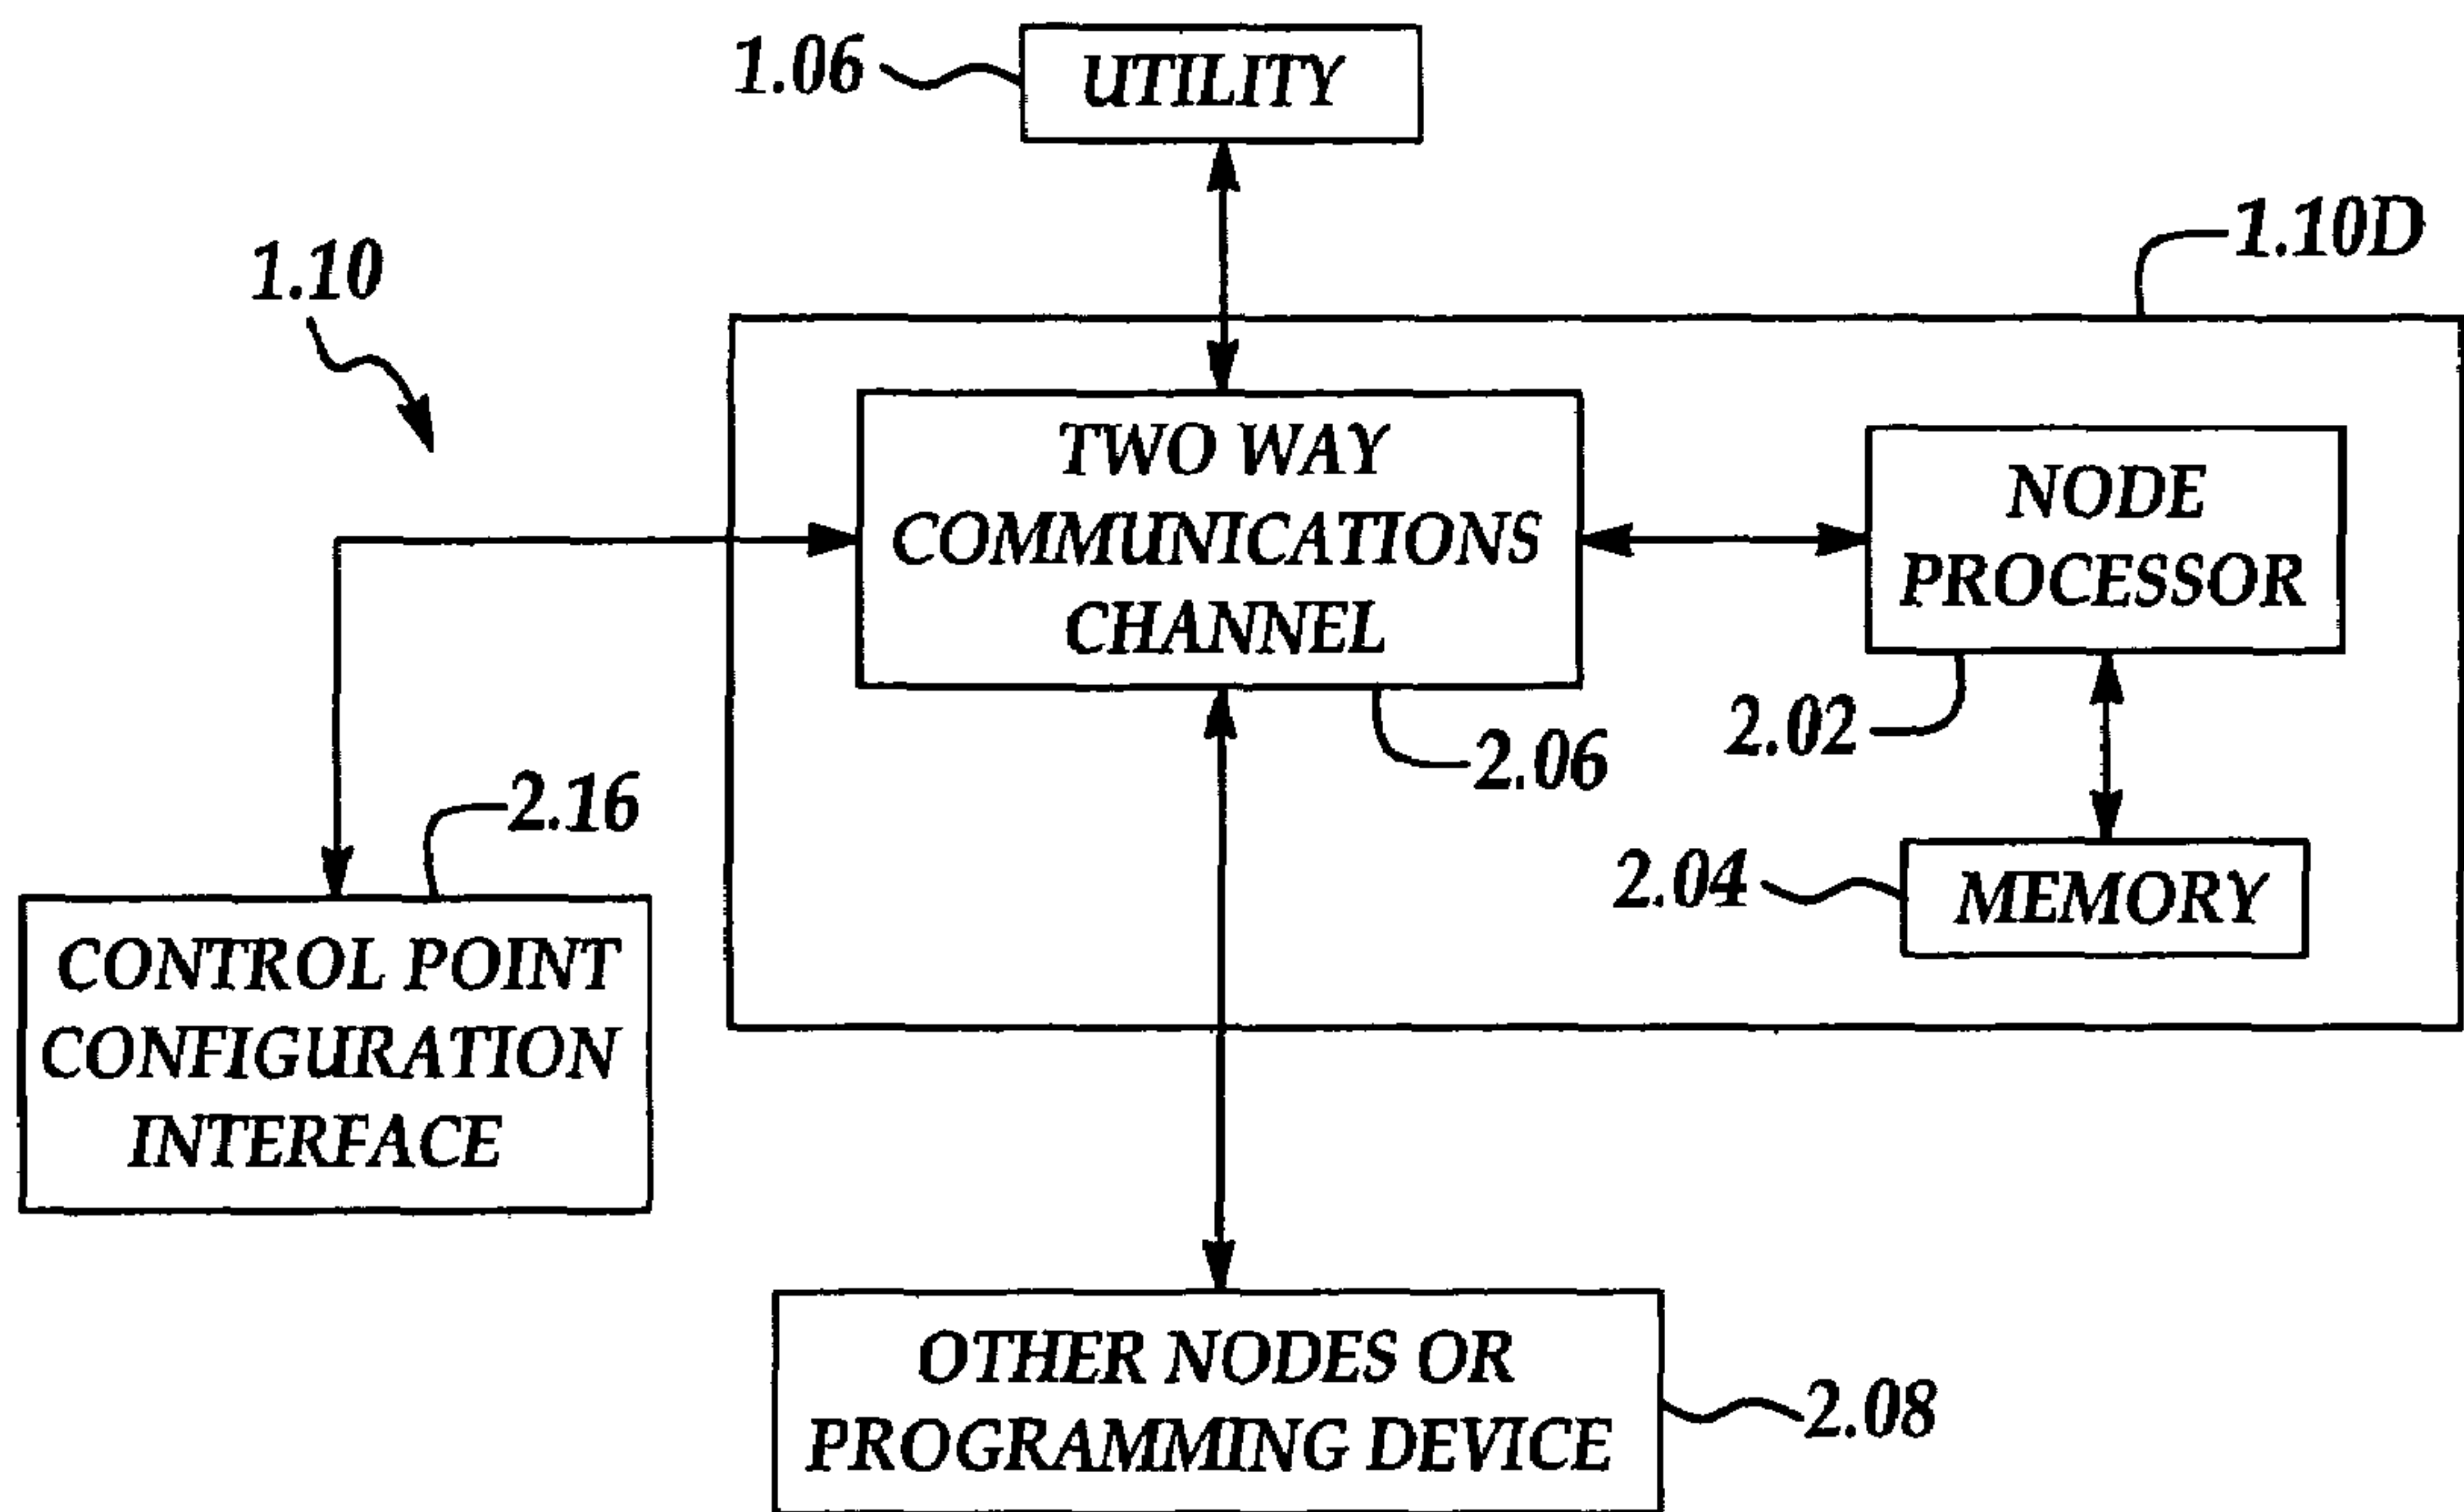 1.06
UTILITY
1.10
1.10D
TWO WAY
COMMUNICATIONS
CHANNEL
NODE
PROCESSOR
2.02
2.06
2.16
2.04
MEMORY
CONTROL POINT
CONFIGURATION
INTERFACE
OTHER NODES OR
PROGRAMMING DEVICE
2.08